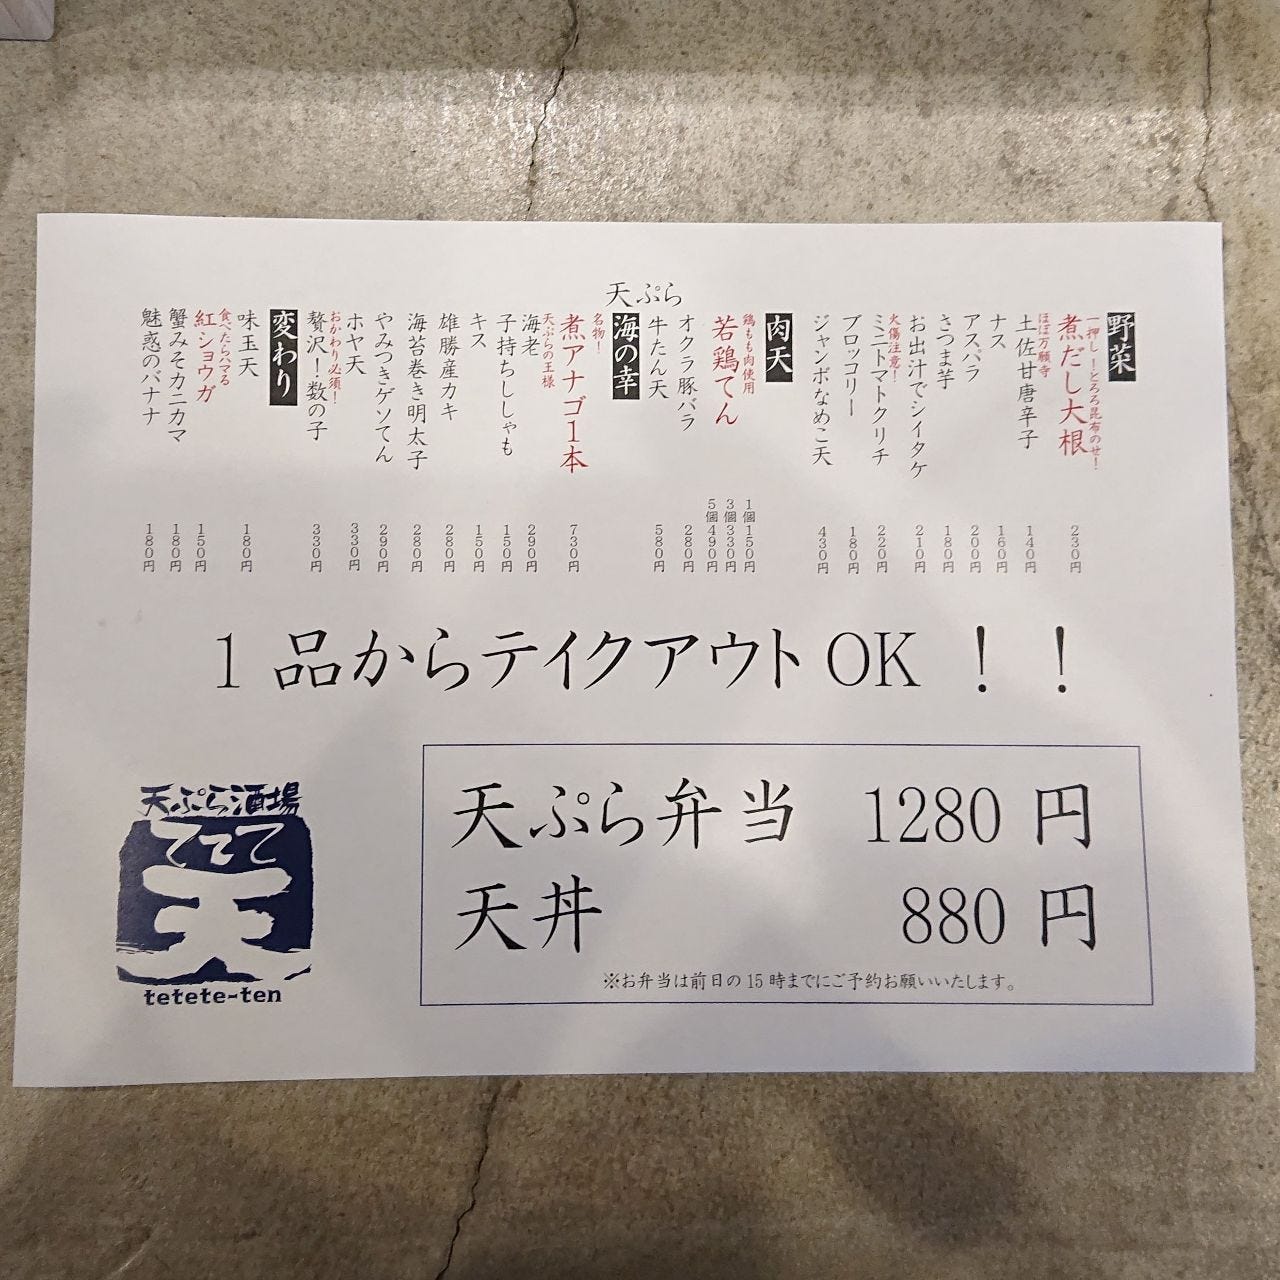 天ぷら
野菜
一押し！とろろ昆布のせ！
煮だし大根 230円
ほぼ万願寺
土佐甘唐辛子 140円
ナス 160円
アスパラ 200円
さつま芋 180円
お出汁でシイタケ 210円
火傷注意！
ミニトマトクリチ 220円
ブロッコリー 180円
ジャンボなめこ天 430円
肉天
鶏もも肉使用
若鶏てん 1個150円
3個330円
5個490円
オクラ豚バラ 280円
牛たん天 580円
海の幸
名物！
煮アナゴ1本 730円
天ぷらの王様
海老 290円
子持ちししゃも 150円
キス 150円
雄勝産カキ 280円
海苔巻き明太子 280円
やみつきゲソてん 290円
ホヤ天 330円
おかわり必須！
贅沢！数の子 330円
変わり
味玉天 180円
食べたらハマる
紅ショウガ 150円
蟹みそカニカマ 180円
魅惑のバナナ 180円
1品からテイクアウトOK！！
天ぷら弁当 1280円
天丼 880円
※お弁当は前日の15時までにご予約お願いいたします。
天ぷら酒場
ててて
天
tetete-ten